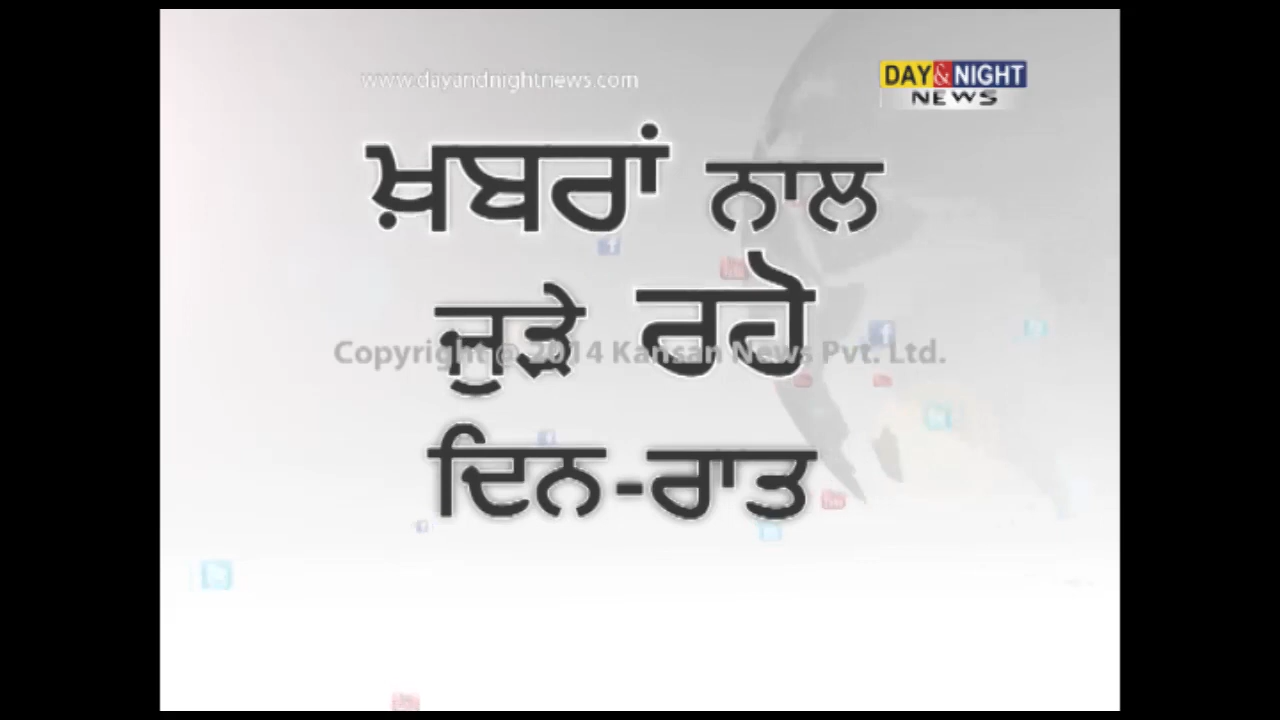 www.dayandnightnews.com
DAY&NIGHT
NEWS
ਖ਼ਬਰਾਂ ਨਾਲ
ਜੁੜੇ ਰਹੋ
Copyright @ 2014 Kansan News Pvt. Ltd.
ਦਿਨ-ਰਾਤ